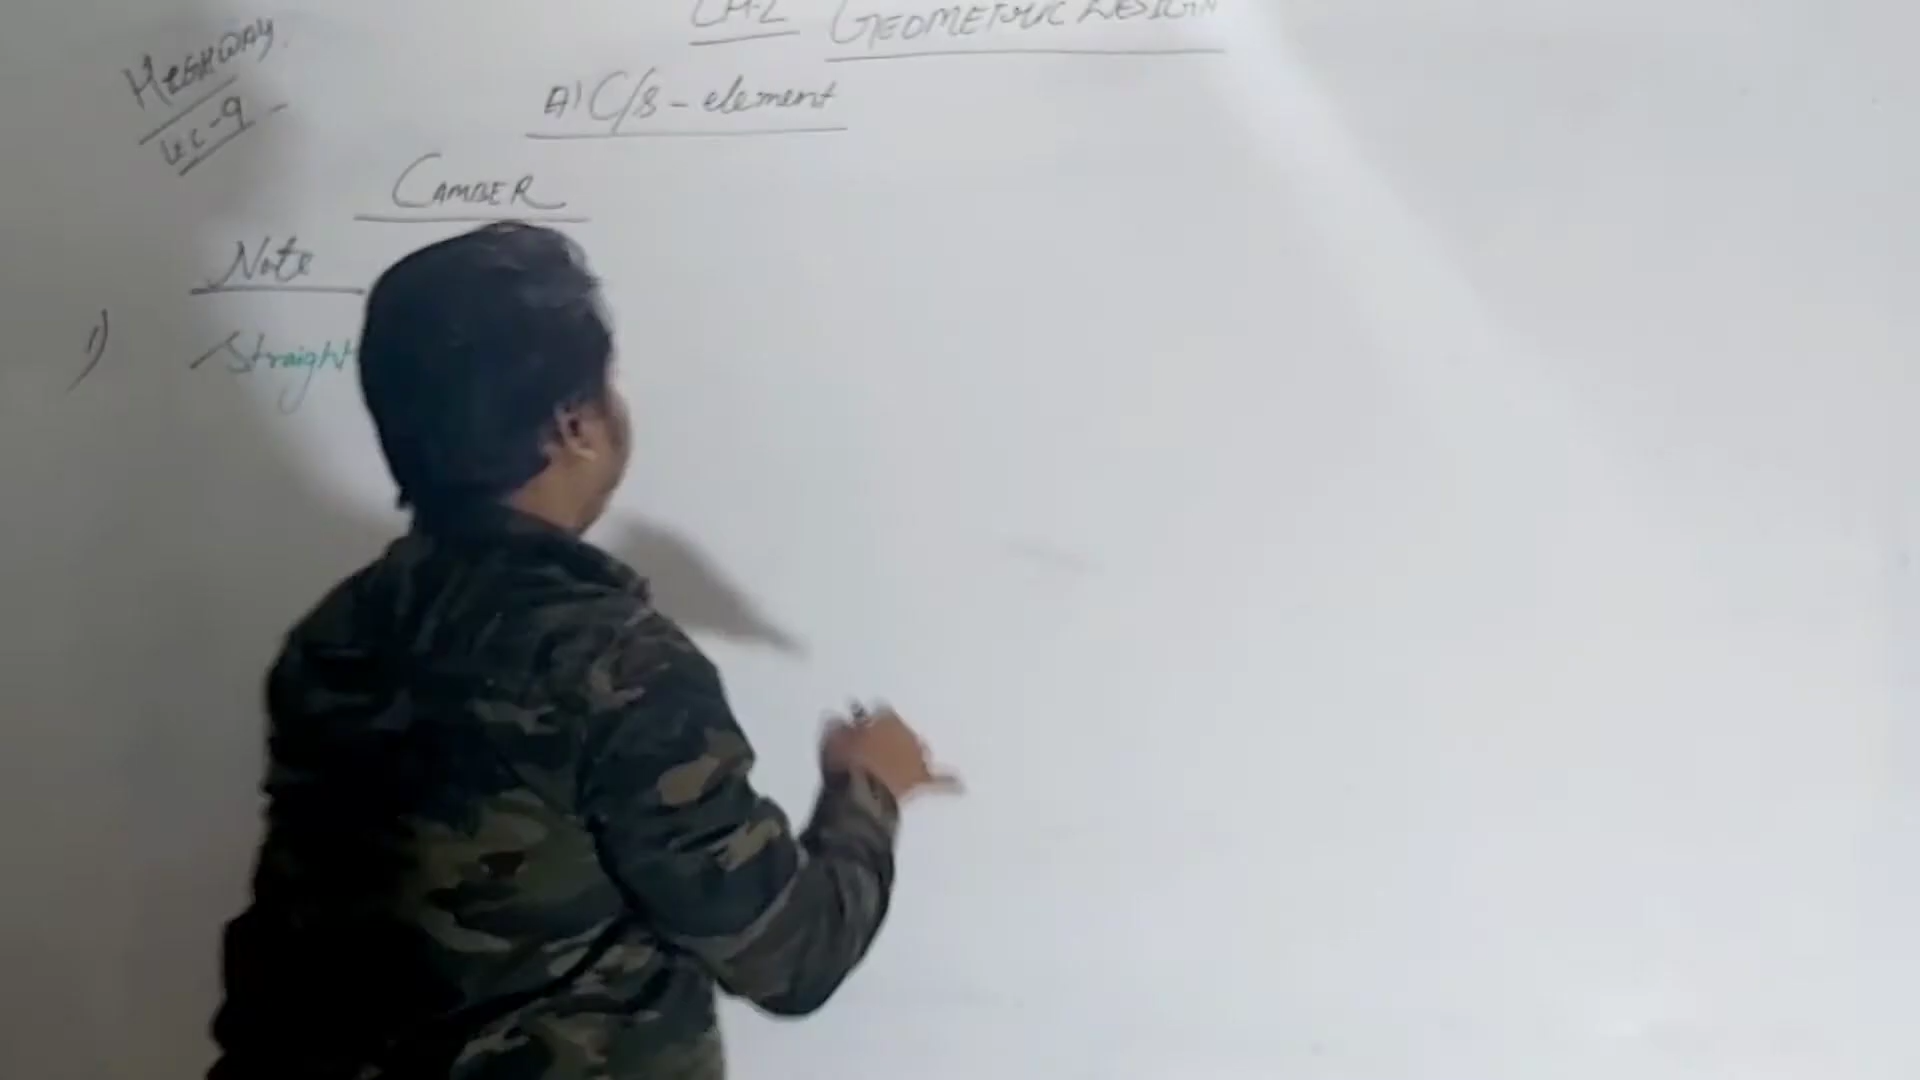 HIGHWAY
Lec-9
CH-2 GEOMETRIC DESIGN
A) C/S - element
CAMBER
Note
1) Straight